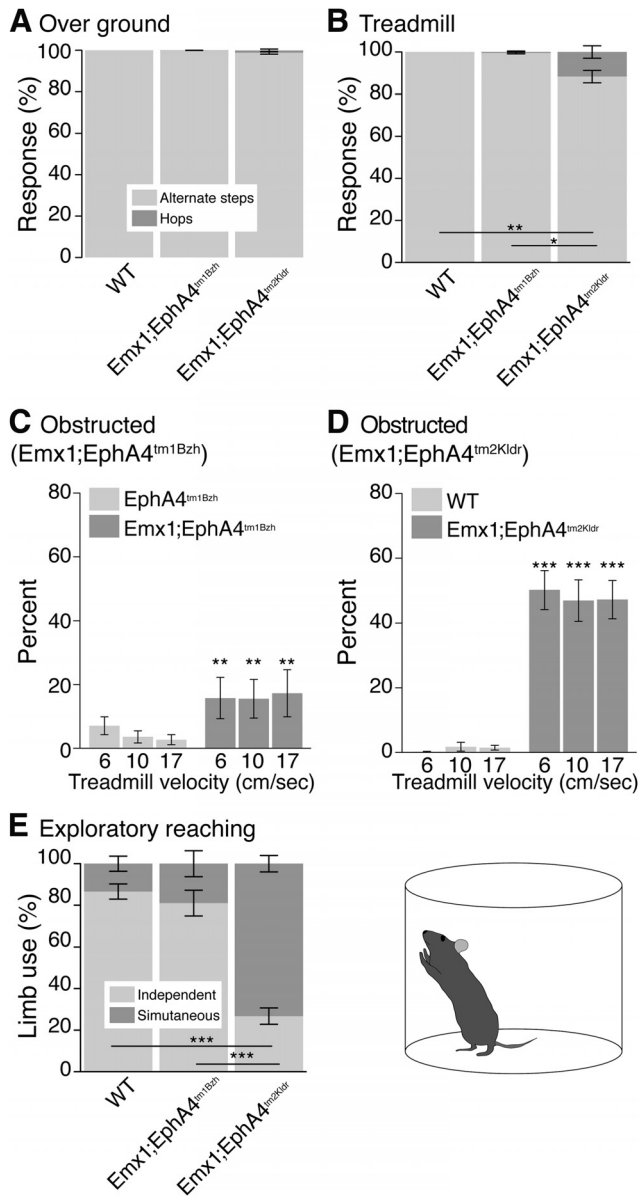 A Over ground
Response (%)
100
80
60
40
20
0
Alternate steps
Hops
WT
Emx1;EphA4tm1Bzh
Emx1;EphA4tm2Kldr
B Treadmill
Response (%)
100
80
60
40
20
0
**
*
WT
Emx1;EphA4tm1Bzh
Emx1;EphA4tm2Kldr
C Obstructed
(Emx1;EphA4tm1Bzh)
Percent
80
60
40
20
0
EphA4tm1Bzh
Emx1;EphA4tm1Bzh
** ** **
6 10 17 6 10 17
Treadmill velocity (cm/sec)
D Obstructed
(Emx1;EphA4tm2Kldr)
Percent
80
60
40
20
0
WT
Emx1;EphA4tm2Kldr
*** *** ***
6 10 17 6 10 17
Treadmill velocity (cm/sec)
E Exploratory reaching
Limb use (%)
100
80
60
40
20
0
Independent
Simutaneous
***
***
WT
Emx1;EphA4tm1Bzh
Emx1;EphA4tm2Kldr